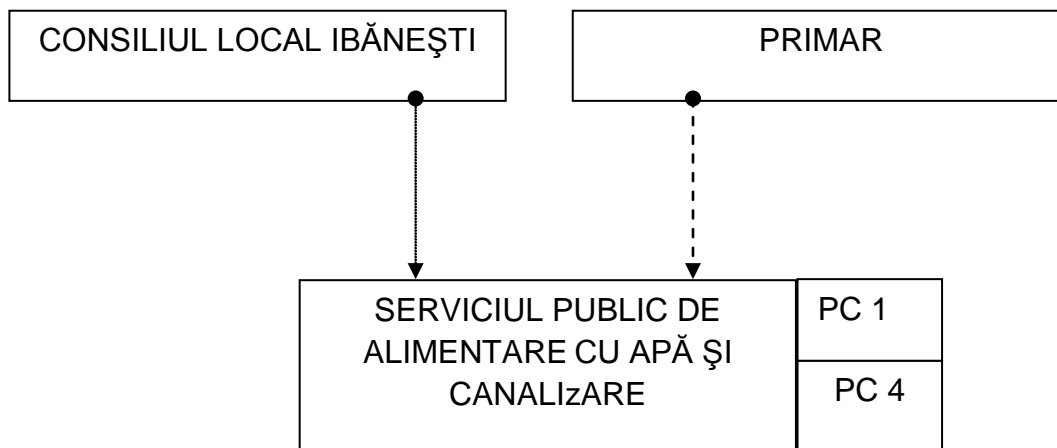 CONSILIUL LOCAL IBĂNEŞTI
PRIMAR
SERVICIUL PUBLIC DE
ALIMENTARE CU APĂ ŞI
CANALIzARE
PC 1
PC 4